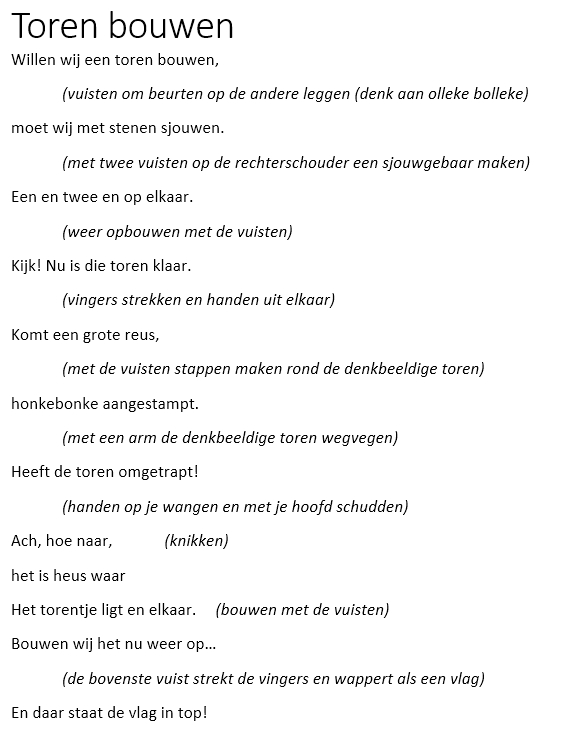 Toren bouwen
Willen wij een toren bouwen,
(vuisten om beurten op de andere leggen (denk aan olleke bolleke)
moet wij met stenen sjouwen.
(met twee vuisten op de rechterschouder een sjouwgebaar maken)
Een en twee en op elkaar.
(weer opbouwen met de vuisten)
Kijk! Nu is die toren klaar.
(vingers strekken en handen uit elkaar)
Komt een grote reus,
(met de vuisten stappen maken rond de denkbeeldige toren)
honkebonke aangestampt.
(met een arm de denkbeeldige toren wegvegen)
Heeft de toren omgetrapt!
(handen op je wangen en met je hoofd schudden)
Ach, hoe naar, (knikken)
het is heus waar
Het torentje ligt en elkaar. (bouwen met de vuisten)
Bouwen wij het nu weer op…
(de bovenste vuist strekt de vingers en wappert als een vlag)
En daar staat de vlag in top!